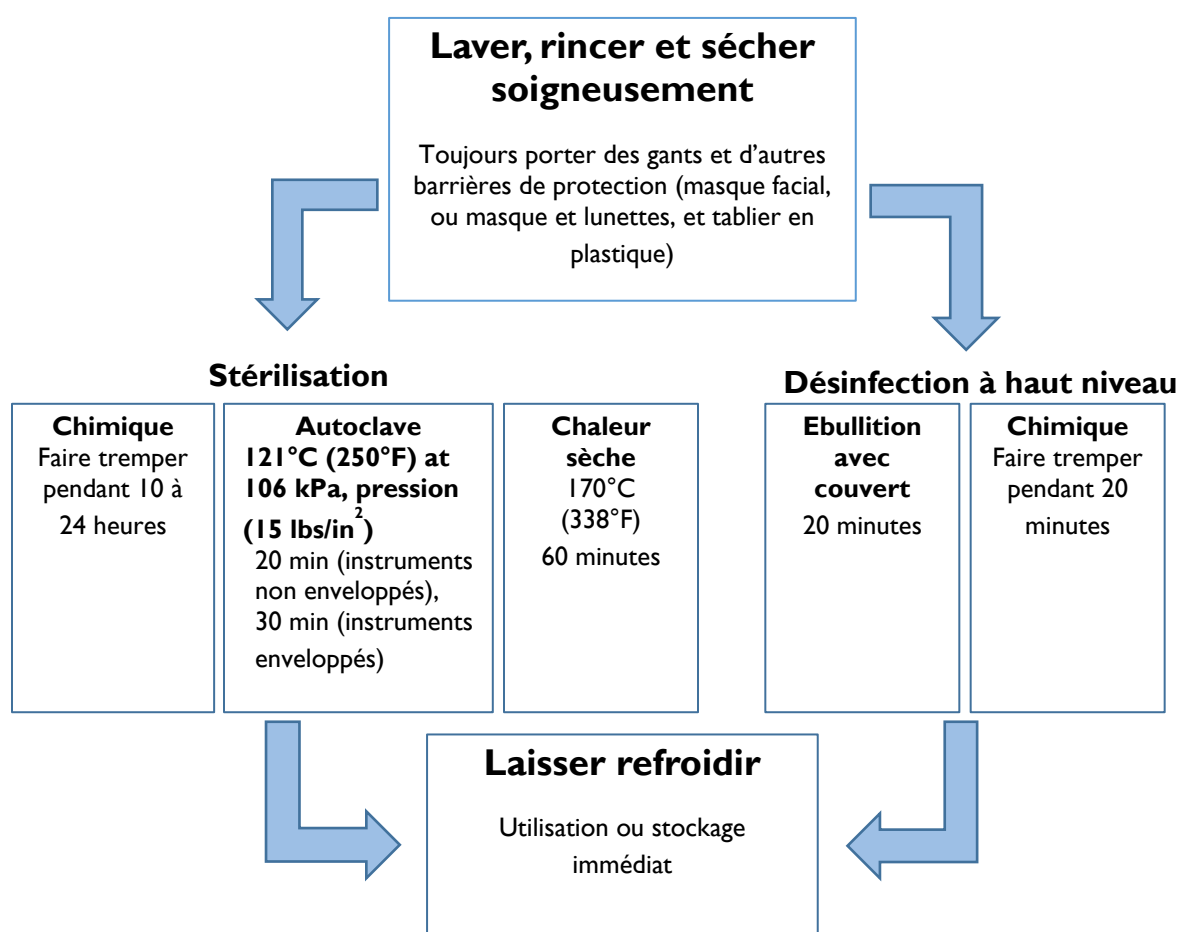 Laver, rincer et sécher
soigneusement
Toujours porter des gants et d'autres
barrières de protection (masque facial,
ou masque et lunettes, et tablier en
plastique)
Stérilisation
Chimique
Faire tremper
pendant 10 à
24 heures
Autoclave
121°C (250°F) at
106 kPa, pression
(15 lbs/in²)
20 min (instruments
non enveloppés),
30 min (instruments
enveloppés)
Chaleur
sèche
170°C
(338°F)
60 minutes
Désinfection à haut niveau
Ebullition
avec
couvert
20 minutes
Chimique
Faire tremper
pendant 20
minutes
Laisser refroidir
Utilisation ou stockage
immédiat